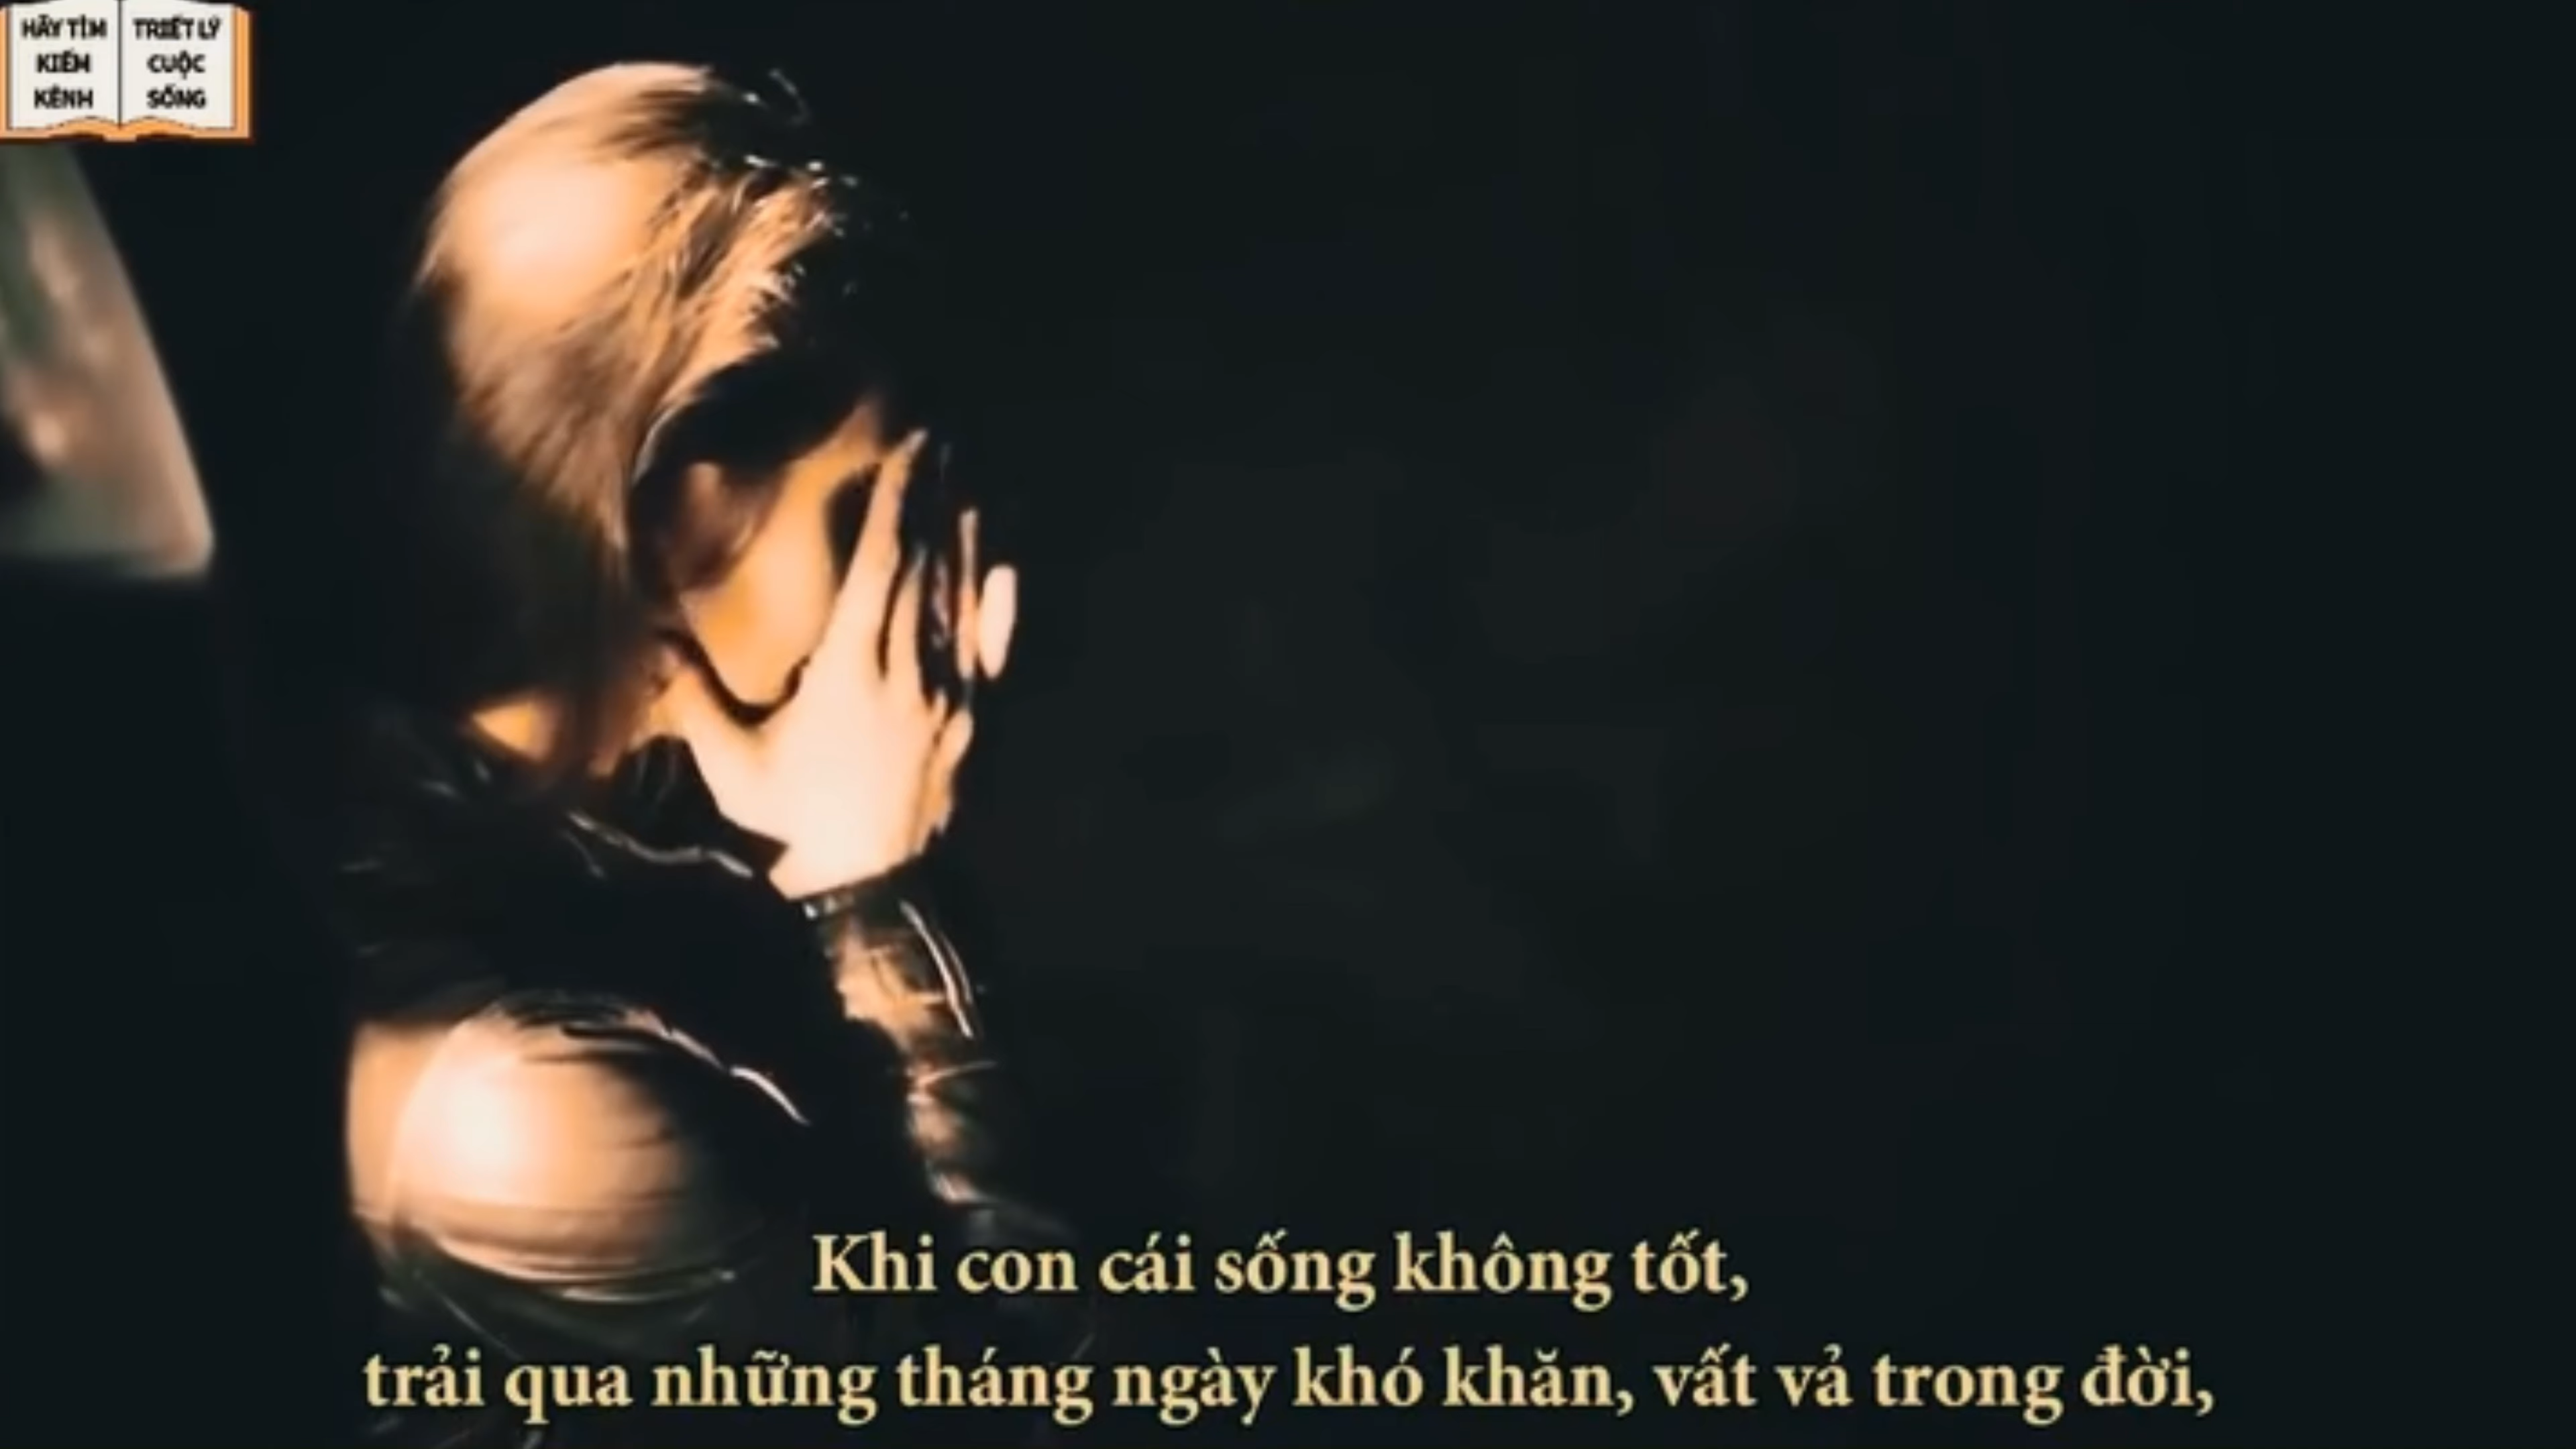 HÃY TÌM
KIẾM
KÊNH
TRIẾT LÝ
CUỘC
SỐNG
Khi con cái sống không tốt,
trải qua những tháng ngày khó khăn, vất vả trong đời,